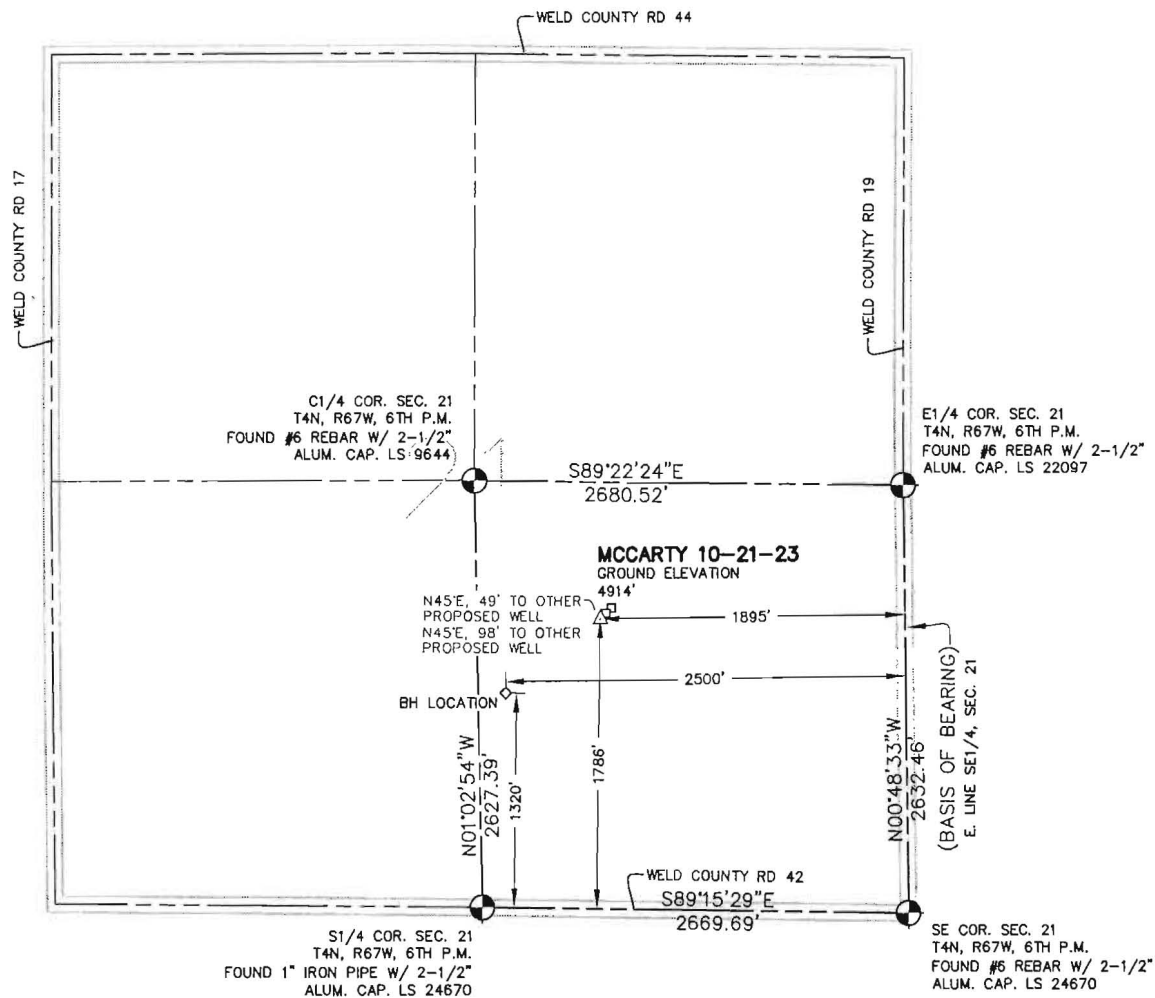 WELD COUNTY RD 44
WELD COUNTY RD 17
WELD COUNTY RD 19
C1/4 COR. SEC. 21
T4N, R67W, 6TH P.M.
FOUND #6 REBAR W/ 2-1/2"
ALUM. CAP. LS 9644
E1/4 COR. SEC. 21
T4N, R67W, 6TH P.M.
FOUND #6 REBAR W/ 2-1/2"
ALUM. CAP. LS 22097
S89°22'24"E
2680.52'
MCCARTY 10-21-23
GROUND ELEVATION
4914'
N45°E, 49' TO OTHER
PROPOSED WELL
N45°E, 98' TO OTHER
PROPOSED WELL
1895'
2500'
BH LOCATION
N01°02'54"W
2627.39'
1320'
1786'
N00°48'33"W
2632.46'
(BASIS OF BEARING)
E. LINE SE1/4, SEC. 21
WELD COUNTY RD 42
S89°15'29"E
2669.69'
S1/4 COR. SEC. 21
T4N, R67W, 6TH P.M.
FOUND 1" IRON PIPE W/ 2-1/2"
ALUM. CAP. LS 24670
SE COR. SEC. 21
T4N, R67W, 6TH P.M.
FOUND #6 REBAR W/ 2-1/2"
ALUM. CAP. LS 24670